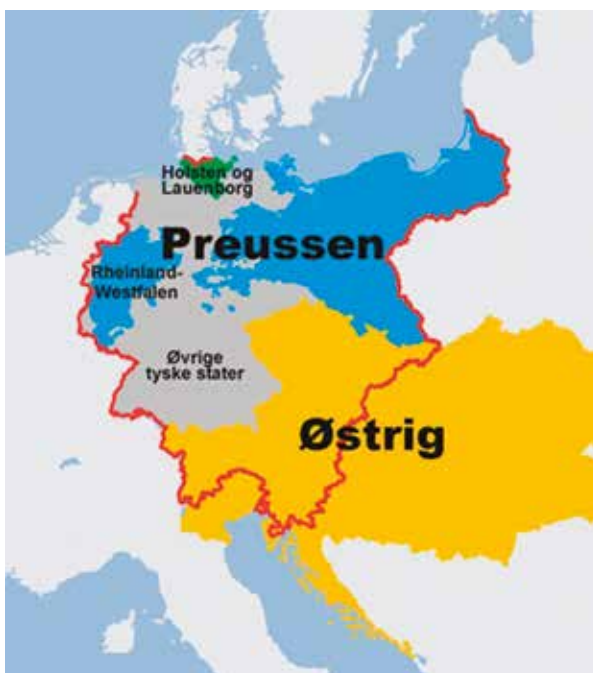 Holsten og
Lauenborg
Preussen
Rheinland-
Westfalen
Øvrige
tyske stater
Østrig